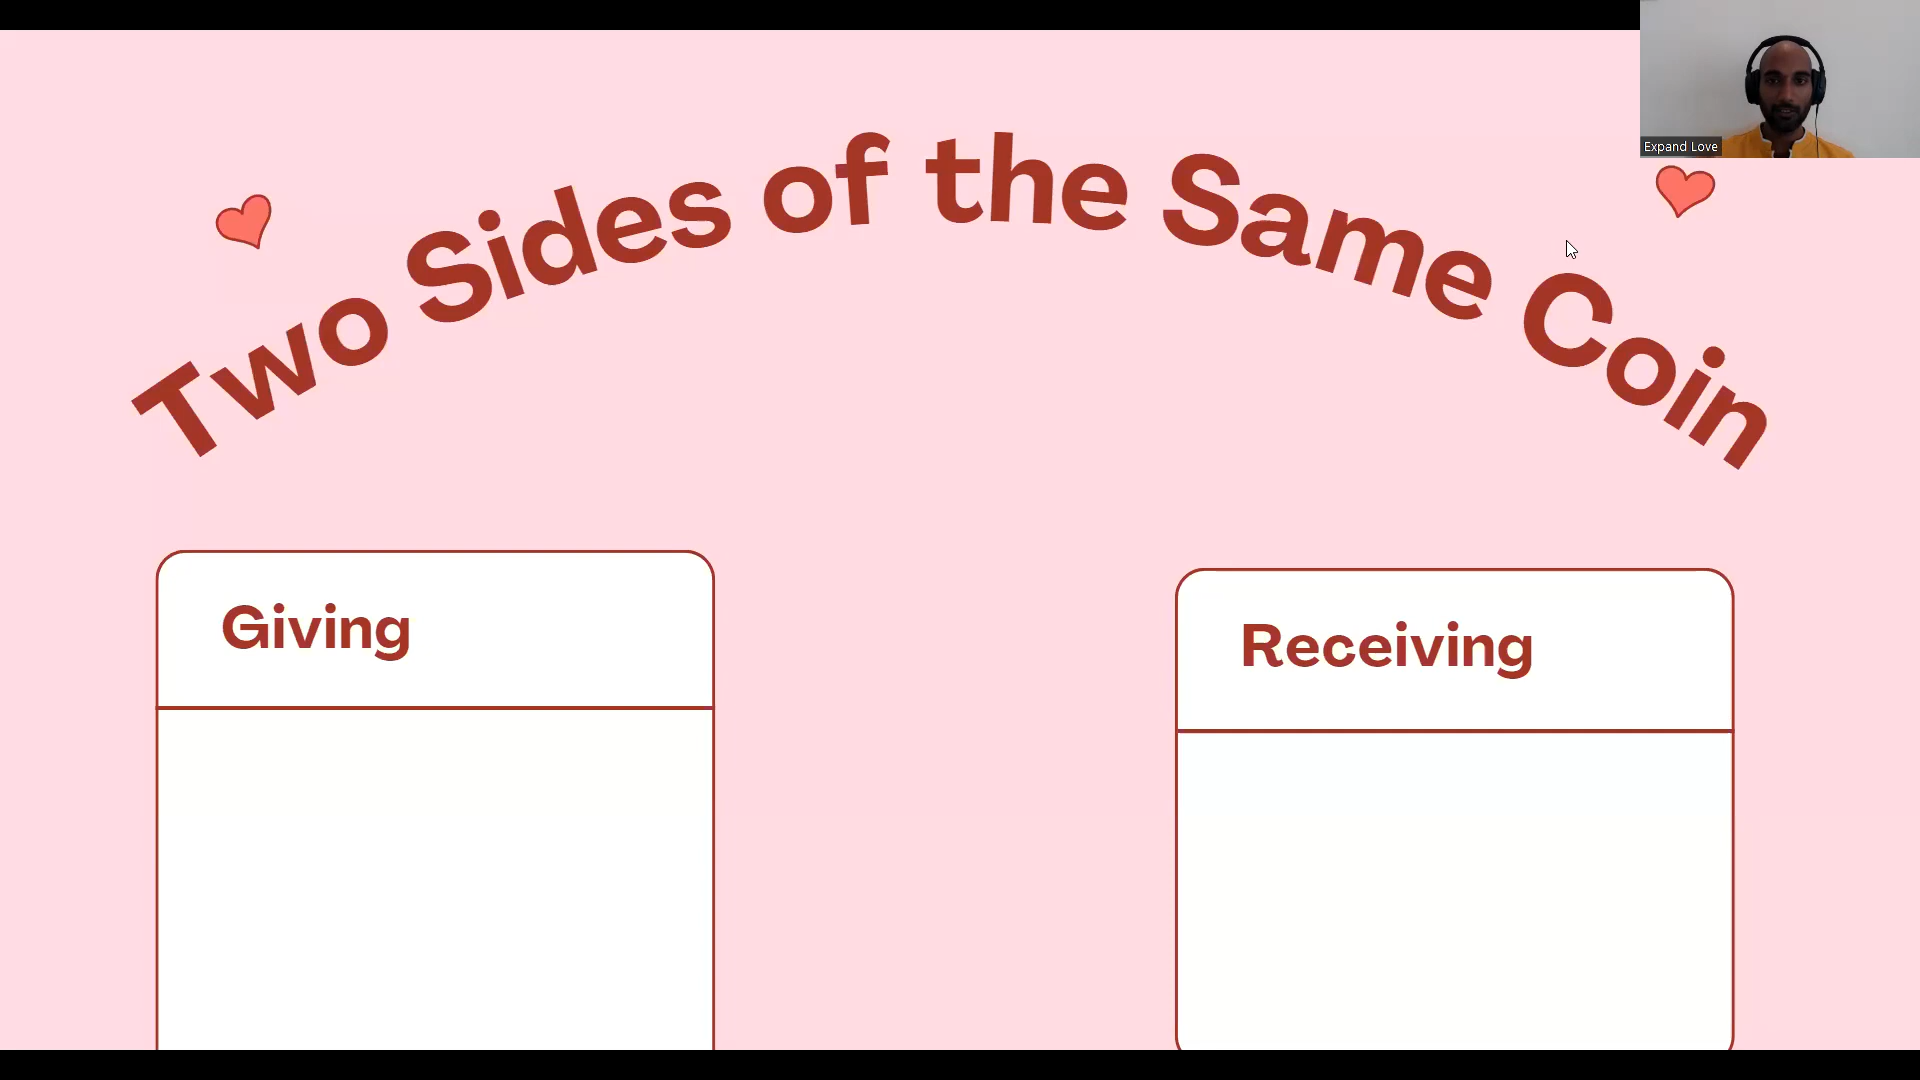 Expand Love
Two Sides of the Same Coin
Giving
Receiving